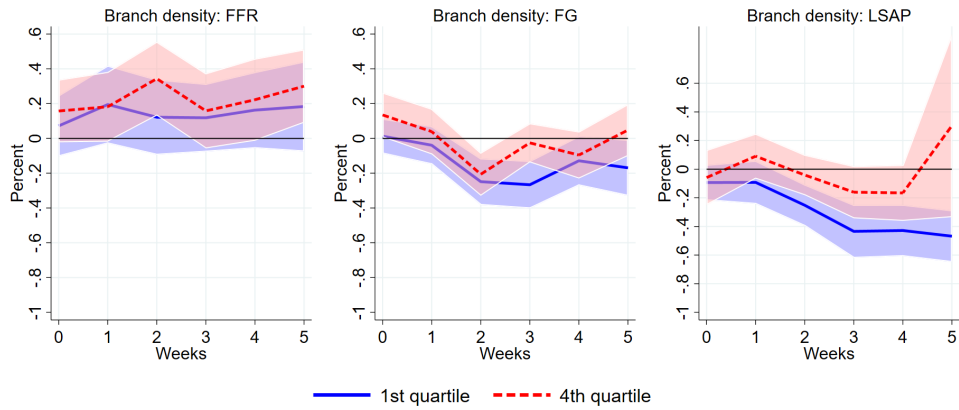 Branch density: FFR
Percent
.6
.4
.2
0
-.2
-.4
-.6
-.8
-1
0 1 2 3 4 5
Weeks
Branch density: FG
Percent
.6
.4
.2
0
-.2
-.4
-.6
-.8
-1
0 1 2 3 4 5
Weeks
Branch density: LSAP
Percent
.6
.4
.2
0
-.2
-.4
-.6
-.8
-1
0 1 2 3 4 5
Weeks
1st quartile
4th quartile